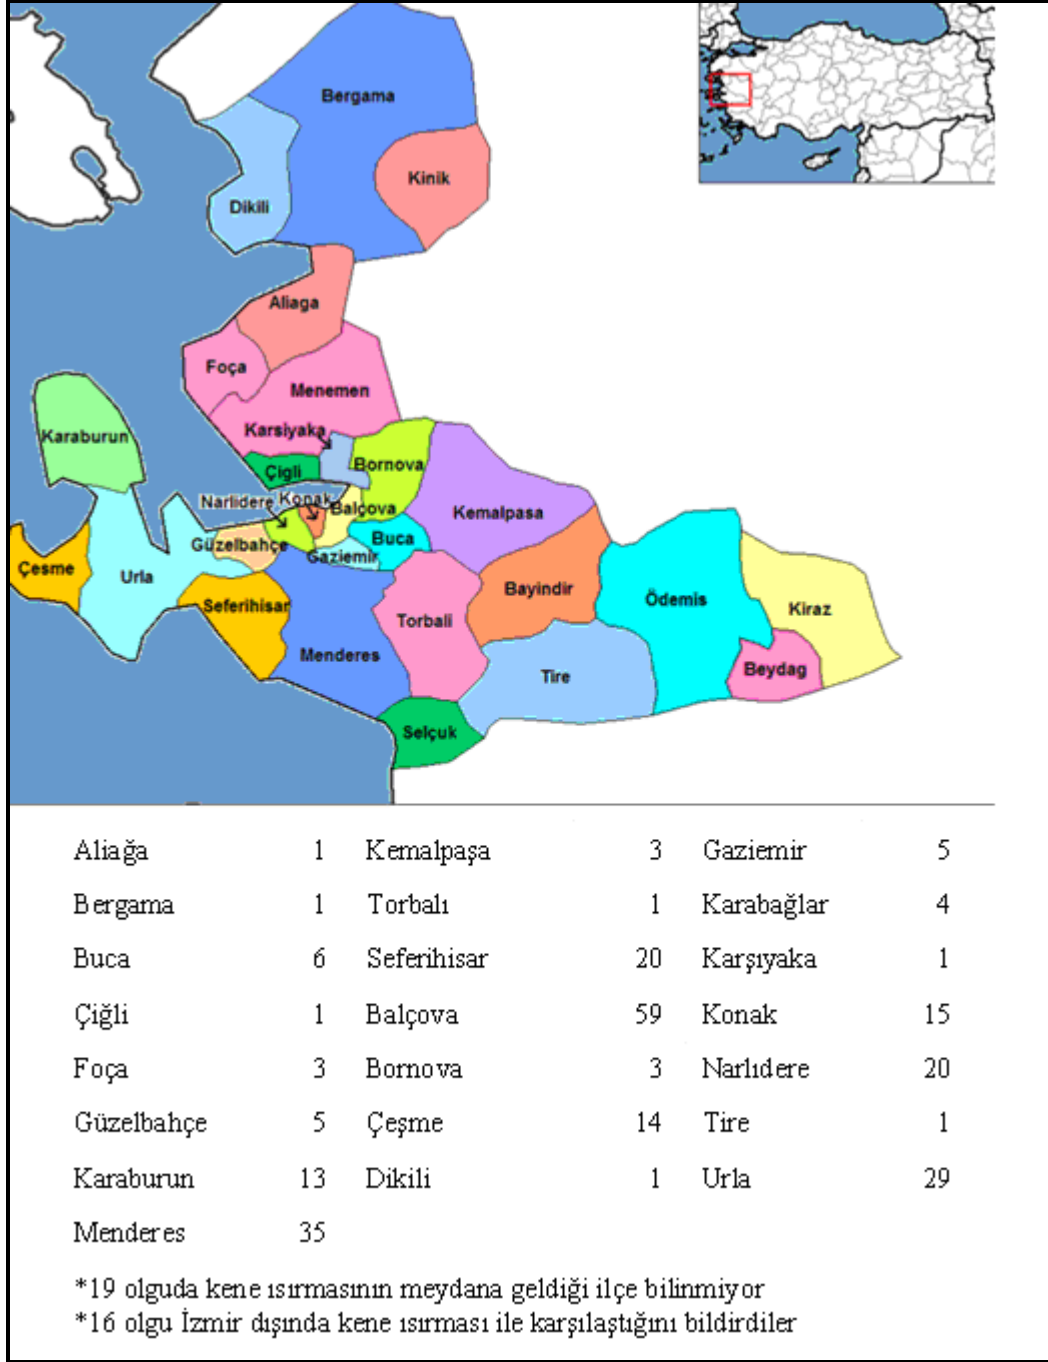 Bergama
Kinik
Dikili
Aliaga
Foça
Menemen
Karsiyaka
Karaburun
Bornova
Çigli
Narlidere
Konak
Balçova
Kemalpasa
Buca
Güzelbahçe
Gaziemir
Çesme
Urla
Bayindir
Ödemis
Seferihisar
Kiraz
Torbali
Menderes
Beydag
Tire
Selçuk
Aliağa 1 Kemalpaşa 3 Gaziemir 5
Bergama 1 Torbalı 1 Karabağlar 4
Buca 6 Seferihisar 20 Karşıyaka 1
Çiğli 1 Balçova 59 Konak 15
Foça 3 Bornova 3 Narlıdere 20
Güzelbahçe 5 Çeşme 14 Tire 1
Karaburun 13 Dikili 1 Urla 29
Menderes 35
*19 olguda kene ısırmasının meydana geldiği ilçe bilinmiyor
*16 olgu İzmir dışında kene ısırması ile karşılaştığını bildirdiler